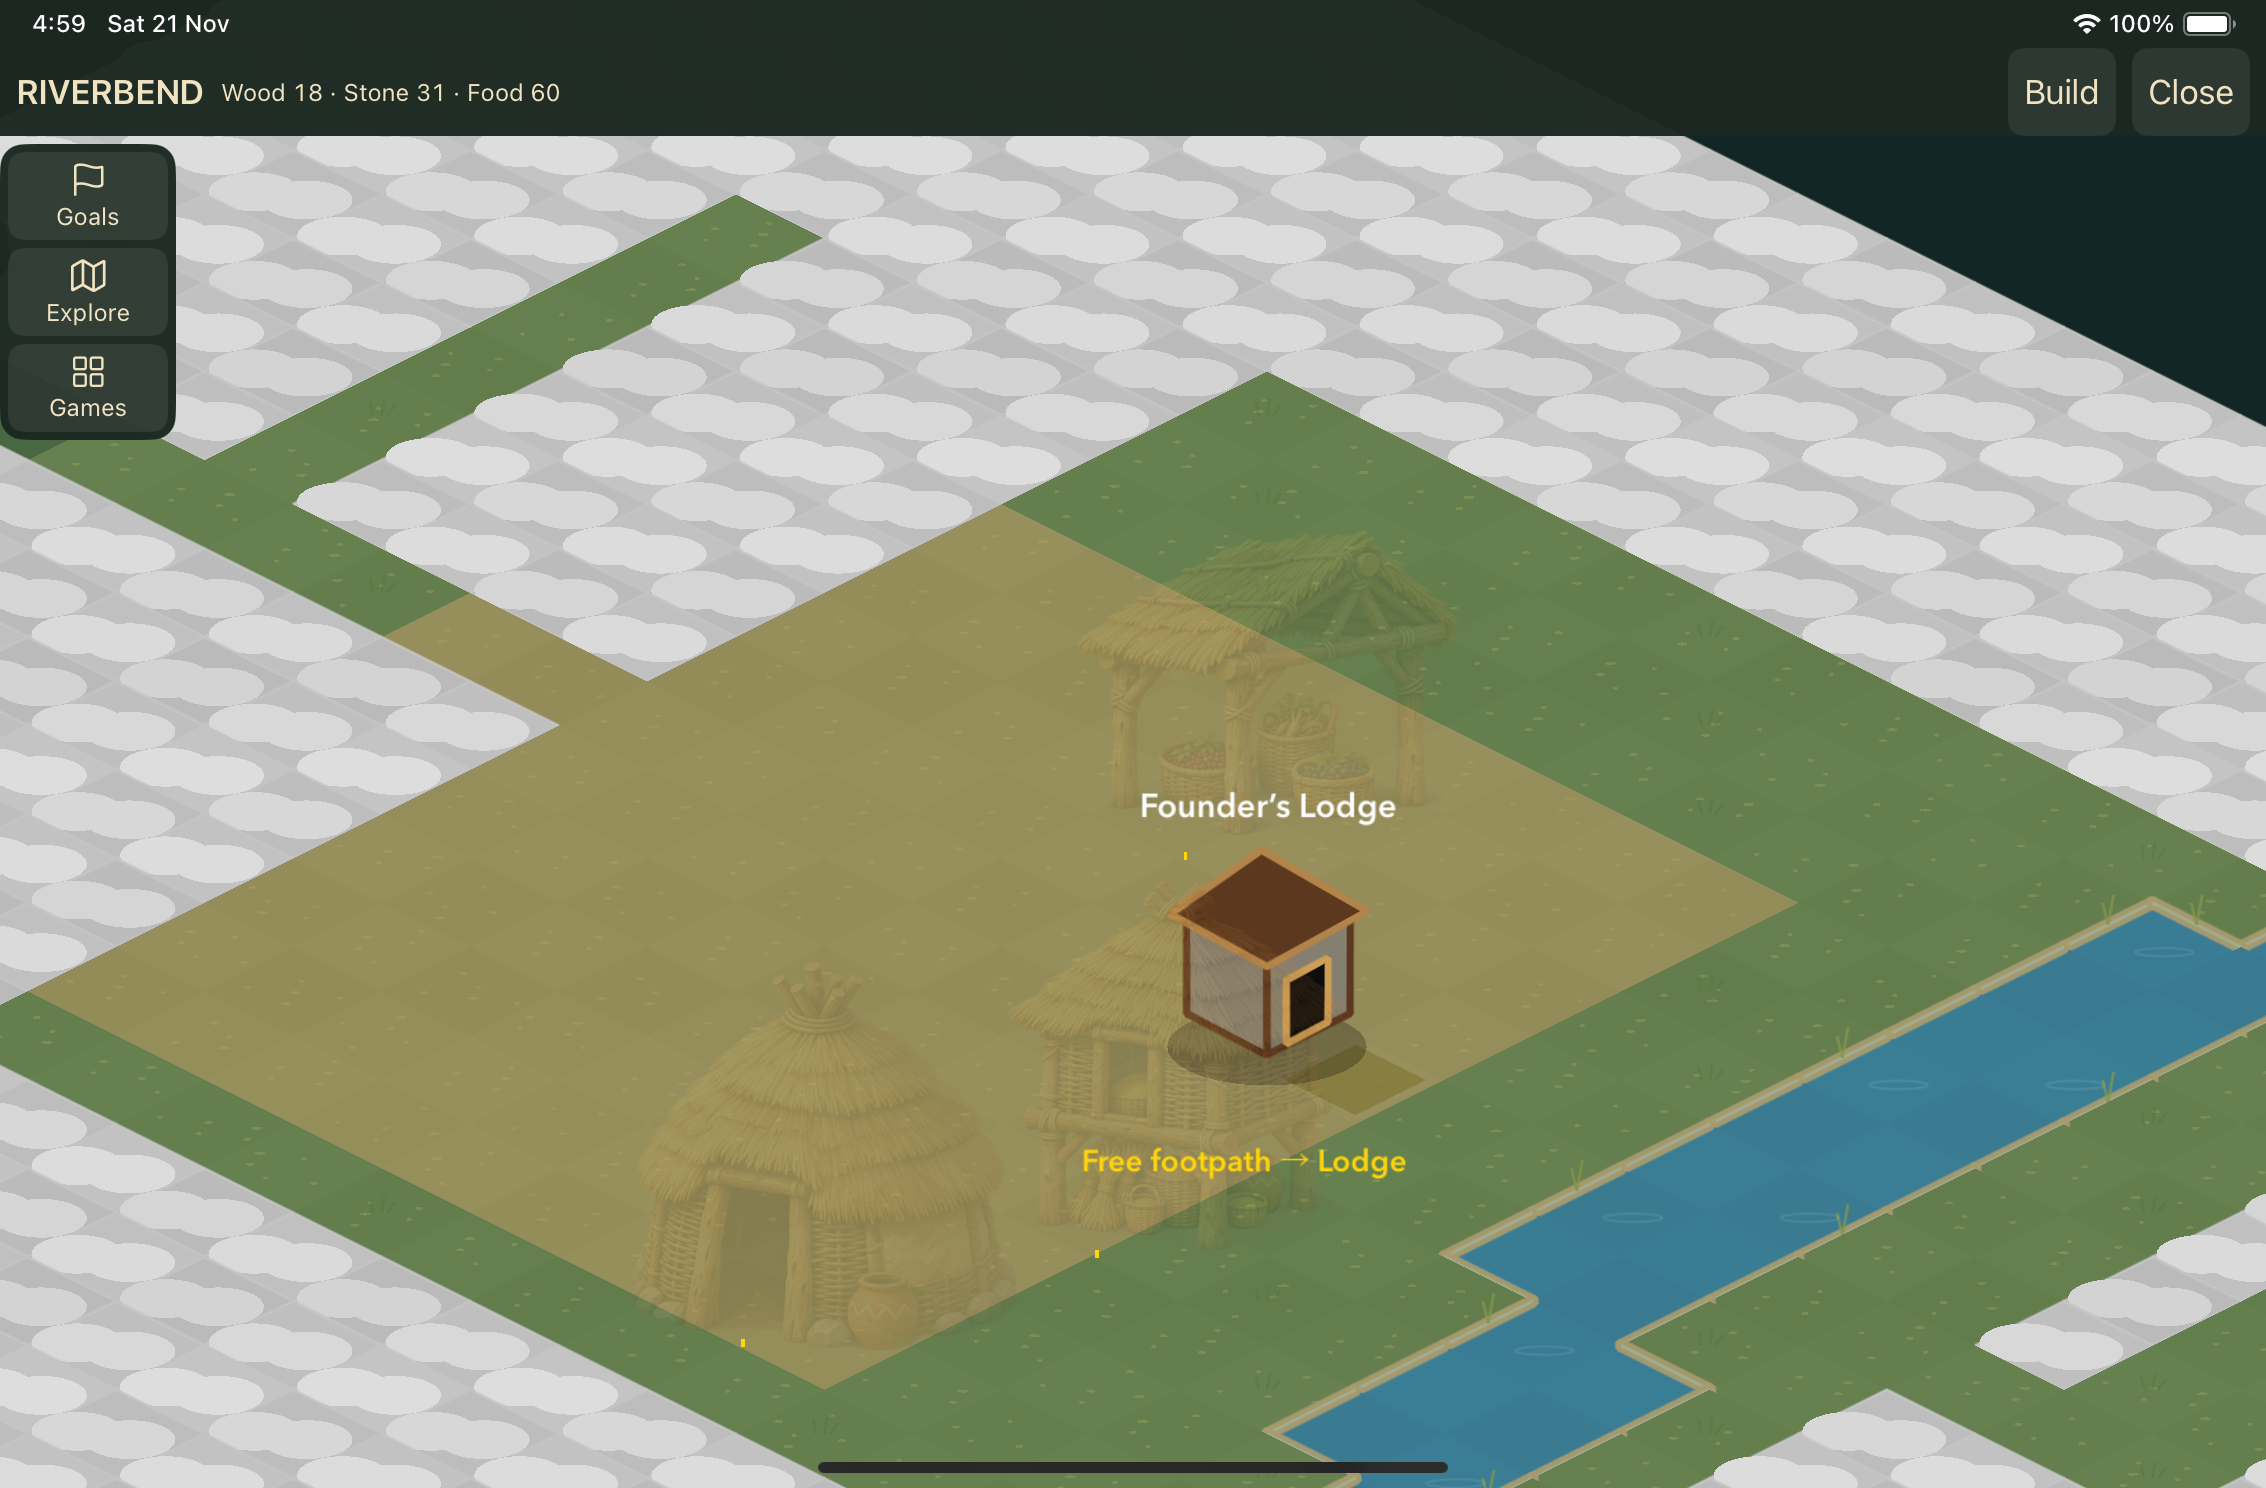 4:59 Sat 21 Nov 100%
RIVERBEND Wood 18 · Stone 31 · Food 60 Build Close
Goals
Explore
Games
Founder’s Lodge
Free footpath → Lodge